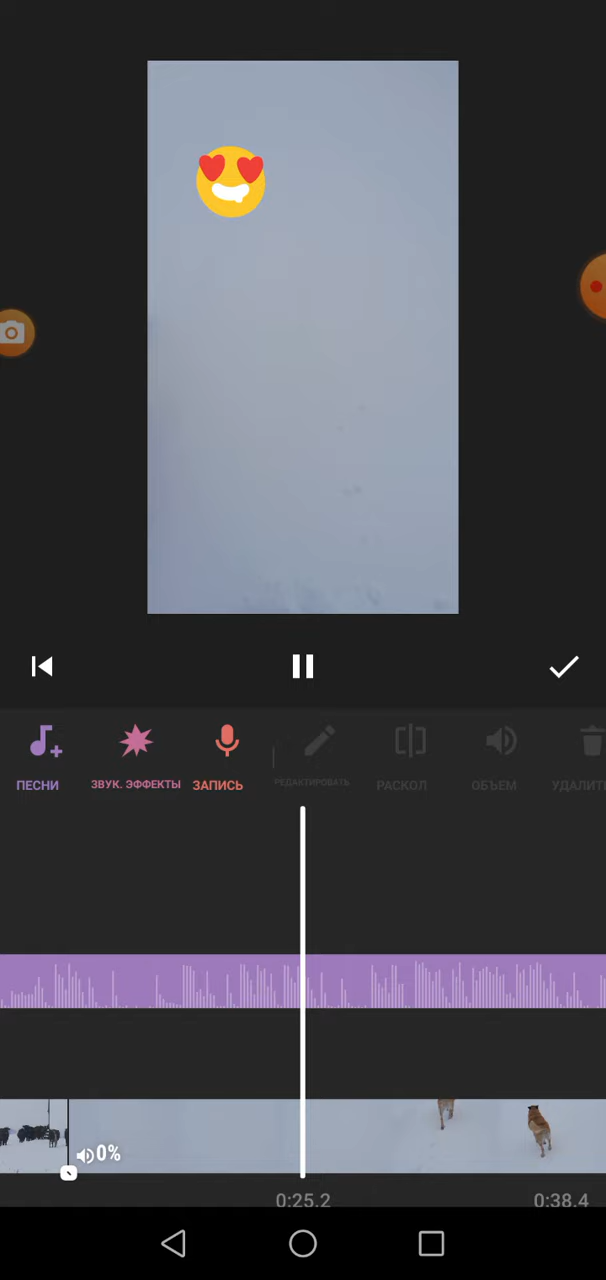 ПЕСНИ
ЗВУК. ЭФФЕКТЫ
ЗАПИСЬ
РЕДАКТИРОВАТЬ
РАСКОЛ
ОБЪЕМ
УДАЛИТЬ
0%
0:25.2
0:38.4